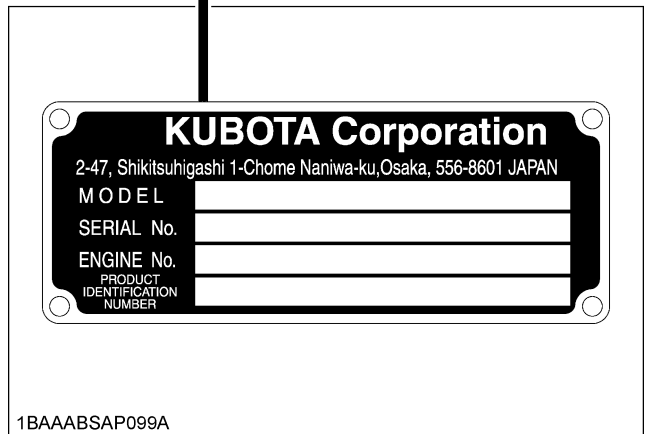 KUBOTA Corporation
2-47, Shikitsuhigashi 1-Chome Naniwa-ku,Osaka, 556-8601 JAPAN
MODEL
SERIAL No.
ENGINE No.
PRODUCT
IDENTIFICATION
NUMBER
1BAAABSAP099A